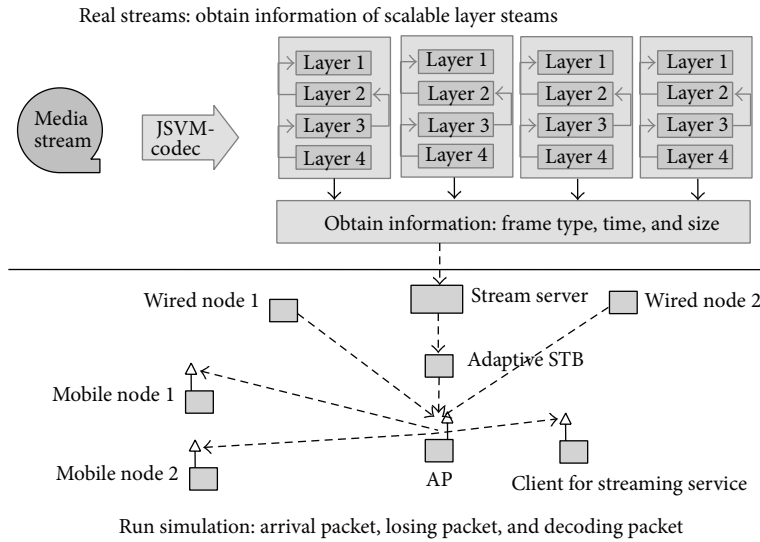 Real streams: obtain information of scalable layer steams
Media
stream
JSVM-
codec
Layer 1
Layer 2
Layer 3
Layer 4
Layer 1
Layer 2
Layer 3
Layer 4
Layer 1
Layer 2
Layer 3
Layer 4
Layer 1
Layer 2
Layer 3
Layer 4
Obtain information: frame type, time, and size
Wired node 1
Stream server
Wired node 2
Adaptive STB
Mobile node 1
Mobile node 2
AP
Client for streaming service
Run simulation: arrival packet, losing packet, and decoding packet